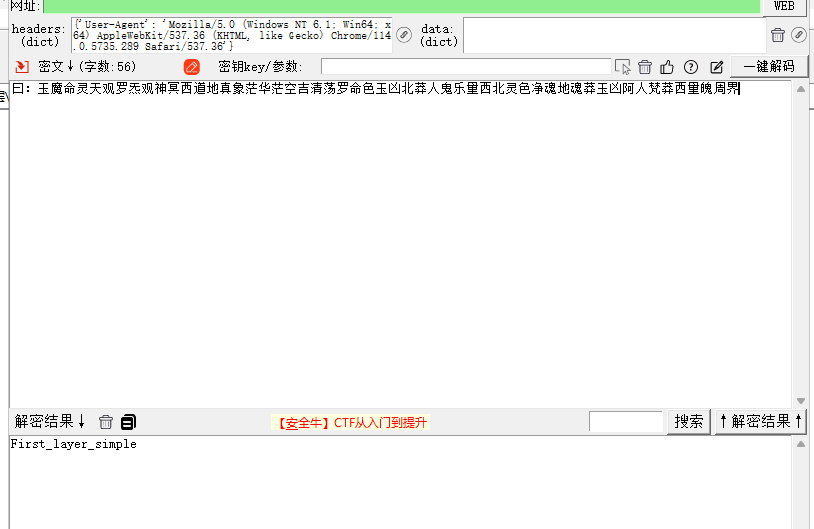 网址: WEB
headers: (dict) {'User-Agent': 'Mozilla/5.0 (Windows NT 6.1; Win64; x
64) AppleWebKit/537.36 (KHTML, like Gecko) Chrome/114
.0.5735.289 Safari/537.36'} data: (dict)
密文↓(字数:56) 密钥key/参数: 一键解码
曰：玉魔命灵天观罗炁观神冥西道地真象茫华茫空吉清荡罗命色玉凶北莽人鬼乐量西北灵色净魂地魂莽玉凶阿人梵莽西量魄周界
解密结果↓ 【安全牛】CTF从入门到提升 搜索 ↑解密结果↑
First_layer_simple